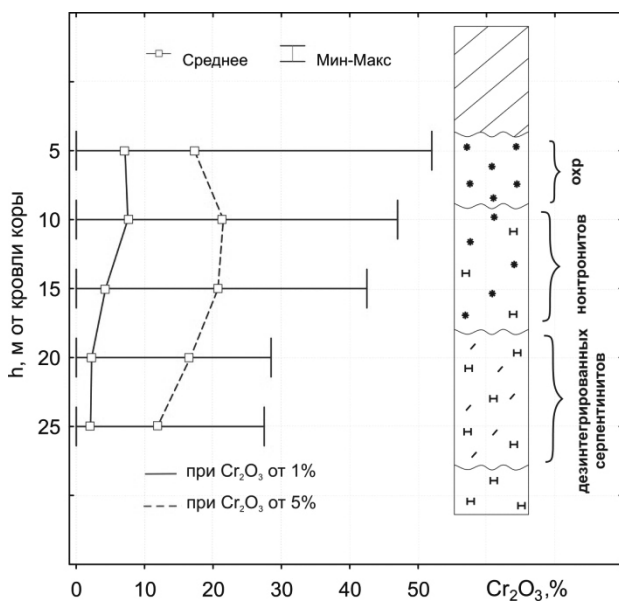 Среднее
Мин-Макс
5
10
15
20
25
h, м от кровли коры
при Cr₂O₃ от 1%
при Cr₂O₃ от 5%
0
10
20
30
40
50
Cr₂O₃,%
охр
нонтронитов
дезинтегрированных
серпентинитов